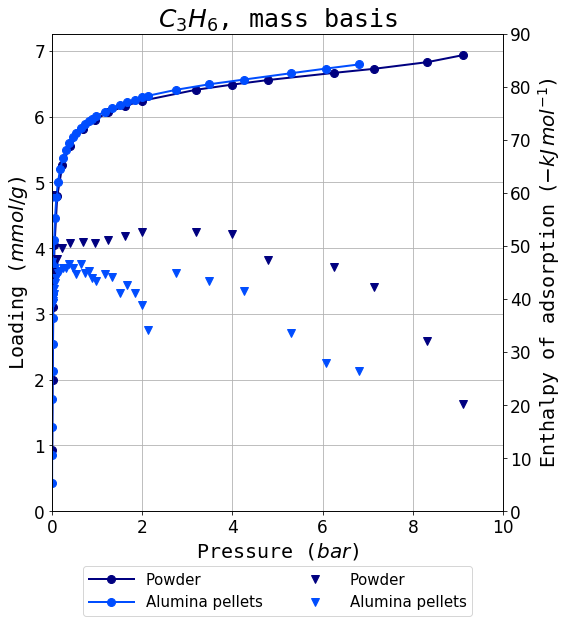 C₃H₆, mass basis
Loading (mmol/g)
7
6
5
4
3
2
1
0
90
80
70
60
50
40
30
20
10
0
Enthalpy of adsorption (−kJ mol⁻¹)
0 2 4 6 8 10
Pressure (bar)
Powder Powder
Alumina pellets Alumina pellets